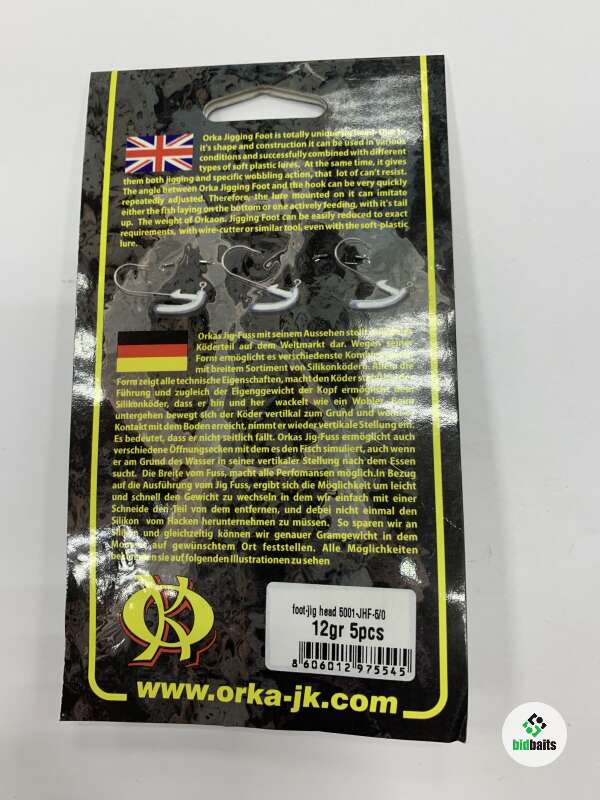 Orka Jigging Foot is totally unique jig head. Due to
it's shape and construction it can be used in various
conditions and successfully combined with different
types of soft plastic lures. At the same time, it gives
them both jigging and specific wobbling action, that lot of can't resist.
The angle between Orka Jigging Foot and the hook can be very quickly
repeatedly adjusted. Therefore, the lure mounted on it can imitate
either the fish laying on the bottom or one actively feeding, with it's tail
up. The weight of Orkaon. Jigging Foot can be easily reduced to exact
requirements, with wire-cutter or similar tool, even with the soft-plastic
lure.
Orkas Jig-Fuss mit seinem Aussehen stellt
Köderteil auf dem Weltmarkt dar. Wegen seiner
Form ermöglicht es verschiedenste
mit breitem Sortiment von Silikonködern. Allein die
Form zeigt alle technische Eigenschaften, macht den Köder
Führung und zugleich der Eigenggewicht der Kopf ermöglicht
Silikonköder, dass er hin und her wackelt wie ein Wobler. Beim
untergehen bewegt sich der Köder vertilkal zum Grund und
Kontakt mit dem Boden erreicht, nimmt er wieder vertikale Stellung ein.
Es bedeutet, dass er nicht seitlich fällt. Orkas Jig-Fuss ermöglicht auch
verschiedene Öffnungsecken mit dem es den Fisch simuliert, auch wenn
er am Grund des Wasser in seiner vertikaler Stellung nach dem Essen
sucht. Die Breite vom Fuss, macht alle Perfomansen möglich.In Bezug
auf die Ausführung vom Jig Fuss, ergibt sich die Möglichkeit um leicht
und schnell den Gewicht zu wechseln in dem wir einfach mit einer
Schneide den Teil von dem entfernen, und debei nicht einmal den
Silikon vom Hacken herunternehmen zu müssen. So sparen wir an
Silikon und gleichzeitig können wir genauer Gramgewicht in dem
Moment auf gewünschtem Ort feststellen. Alle Möglichkeiten
sie auf folgenden Illustrationen zu sehen
foot-jig head 5001-JHF-5/0
12gr 5pcs
8 606012 975545
www.orka-jk.com
bidbaits